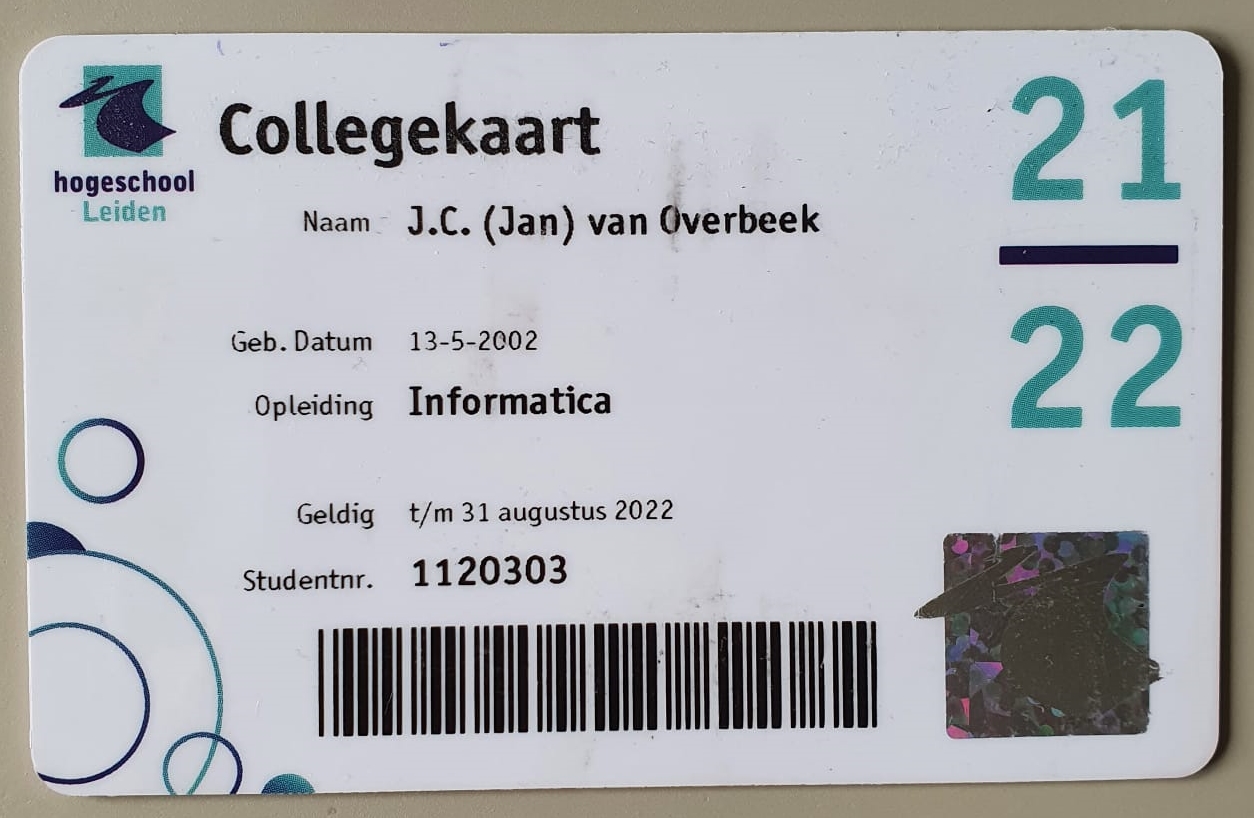 Collegekaart
hogeschool
Leiden
21
22
Naam J.C. (Jan) van Overbeek
Geb. Datum 13-5-2002
Opleiding Informatica
Geldig t/m 31 augustus 2022
Studentnr. 1120303